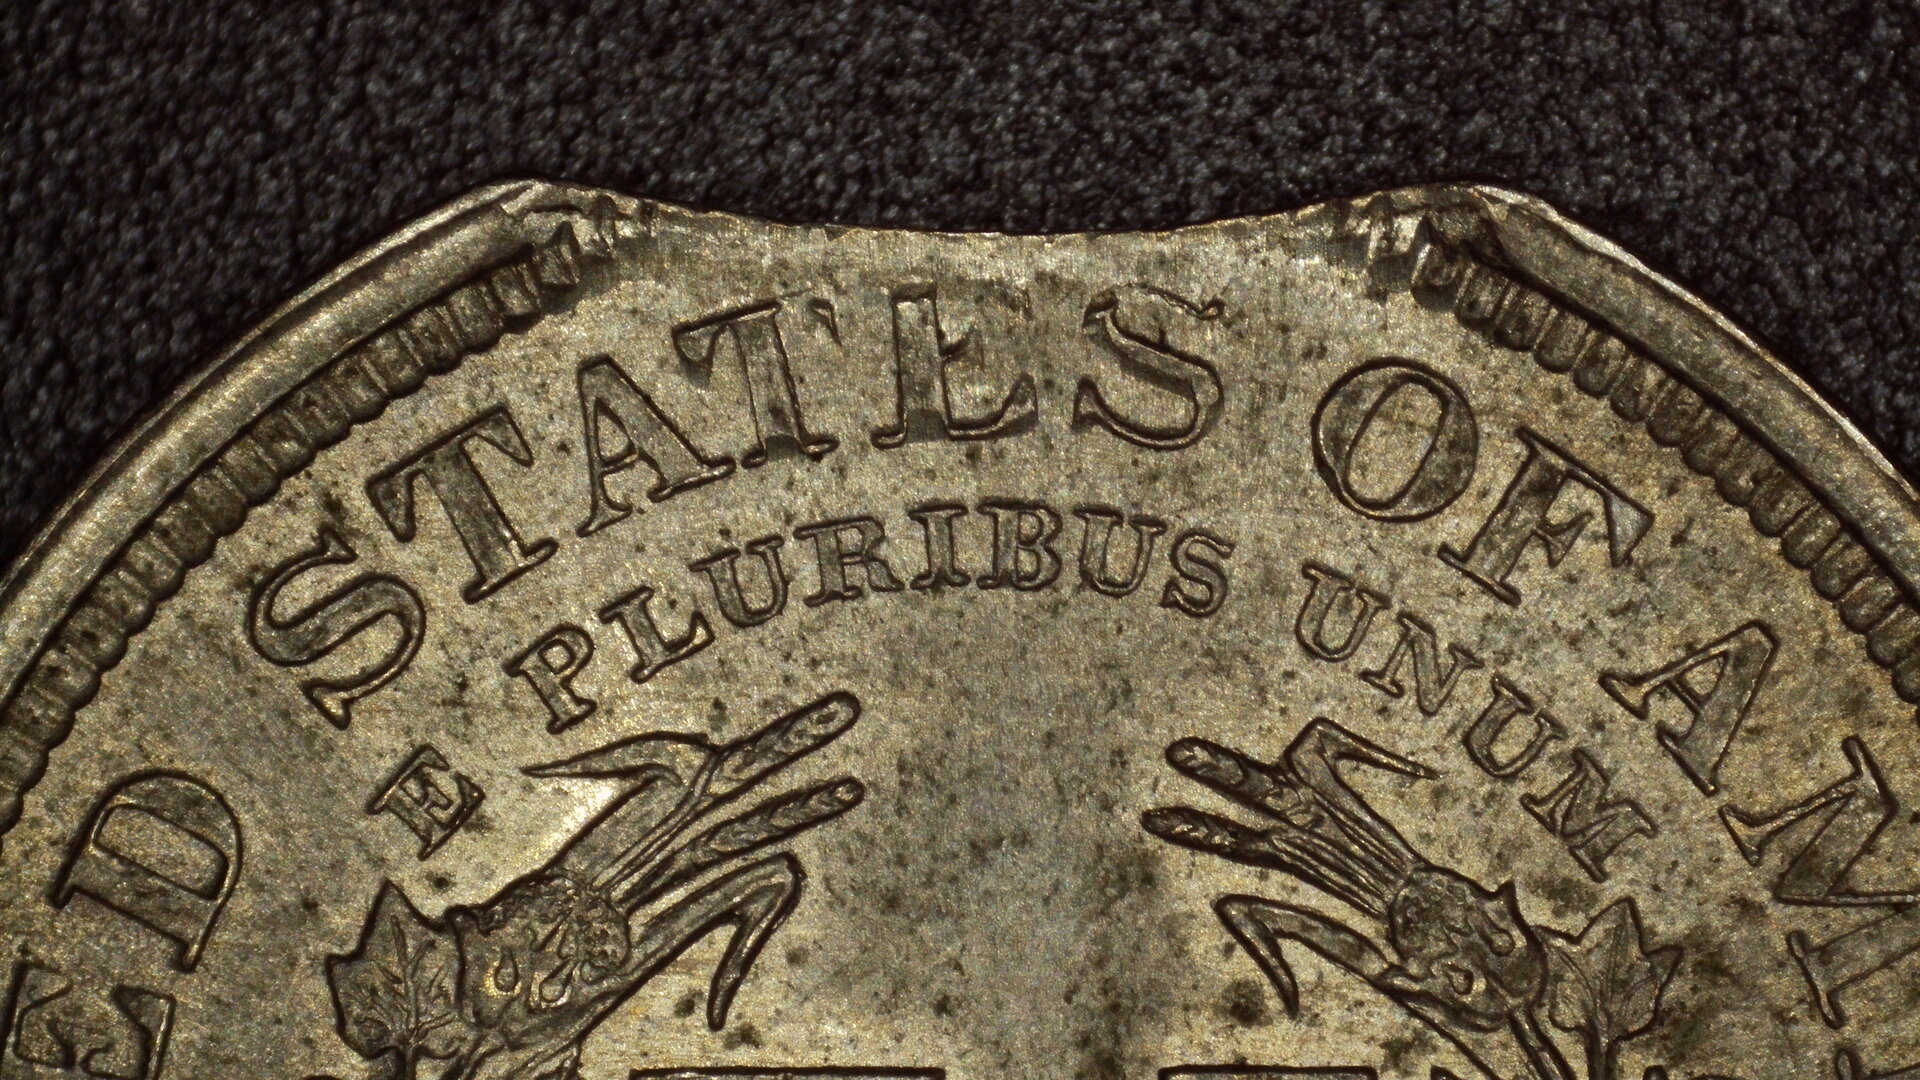 ED STATES OF AM
E PLURIBUS UNUM